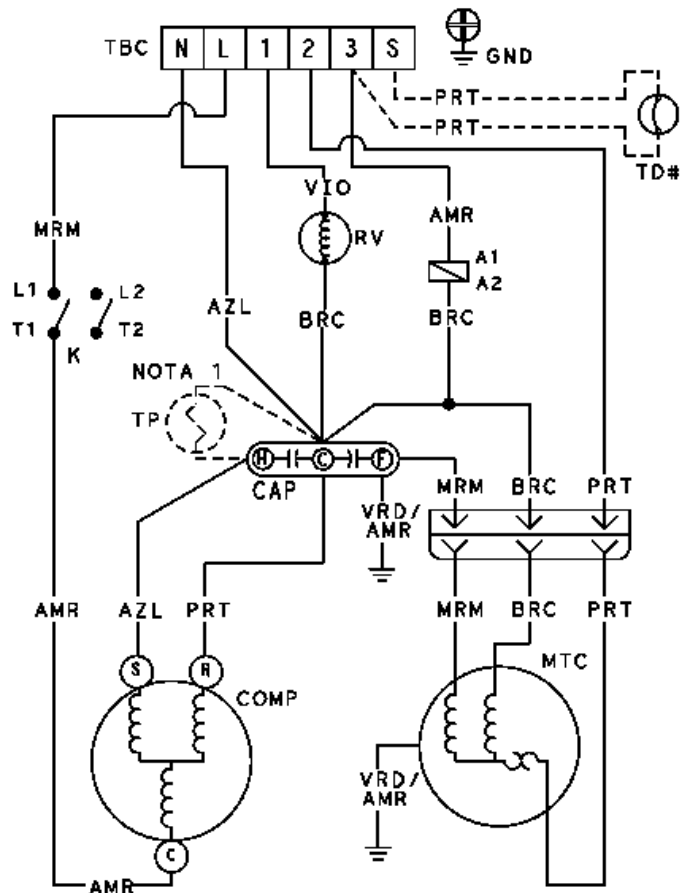 TBC N L 1 2 3 S
GND
PRT
PRT
TD#
VIO
AMR
MRM
RV
A1
A2
L1 L2
AZL
BRC
BRC
T1 T2
K
NOTA 1
TP
H C F
CAP
MRM BRC PRT
VRD/
AMR
AMR AZL PRT
MRM BRC PRT
S R
MTC
COMP
VRD/
AMR
C
AMR